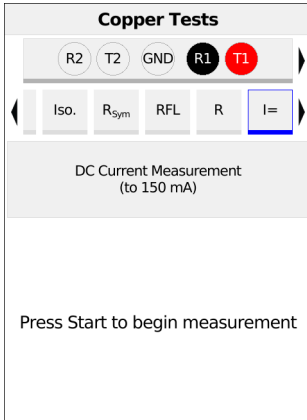 Copper Tests
R2 T2 GND R1 T1
Iso. RSym RFL R I=
DC Current Measurement
(to 150 mA)
Press Start to begin measurement